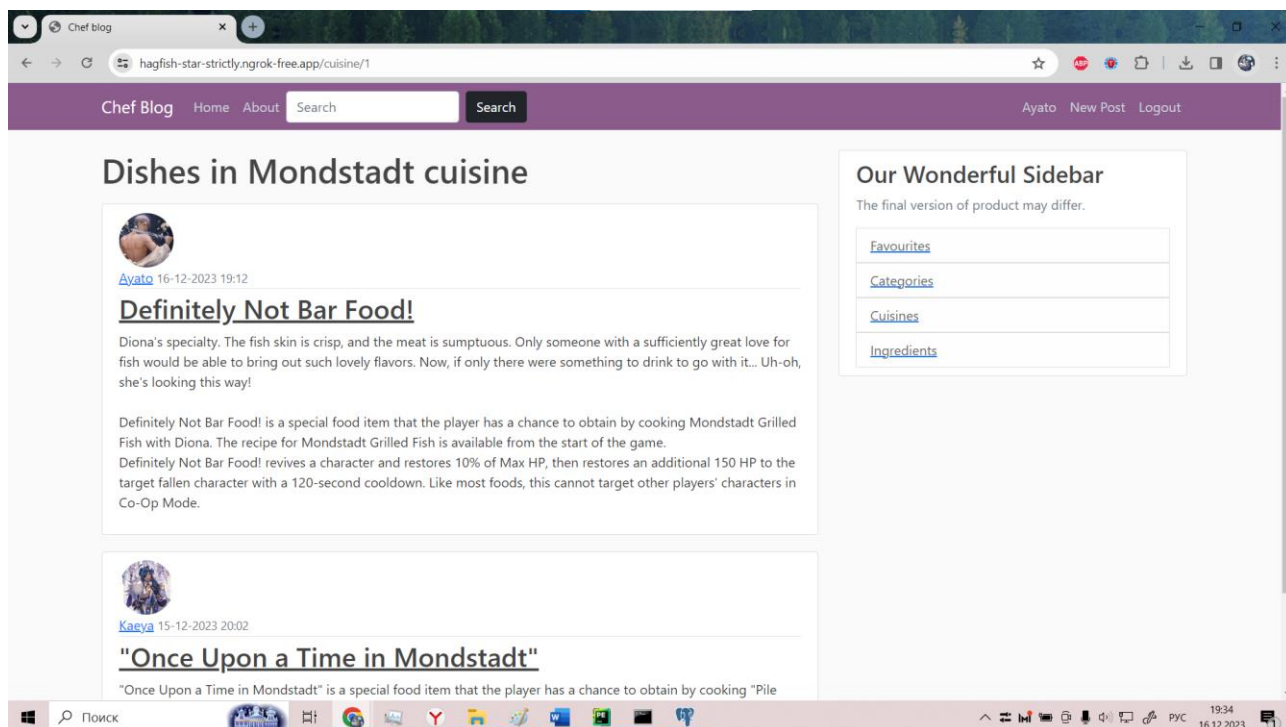 Chef blog
hagfish-star-strictly.ngrok-free.app/cuisine/1
ABP
Chef Blog Home About Search Search Ayato New Post Logout
Dishes in Mondstadt cuisine
Ayato 16-12-2023 19:12
Definitely Not Bar Food!
Diona's specialty. The fish skin is crisp, and the meat is sumptuous. Only someone with a sufficiently great love for
fish would be able to bring out such lovely flavors. Now, if only there were something to drink to go with it... Uh-oh,
she's looking this way!
Definitely Not Bar Food! is a special food item that the player has a chance to obtain by cooking Mondstadt Grilled
Fish with Diona. The recipe for Mondstadt Grilled Fish is available from the start of the game.
Definitely Not Bar Food! revives a character and restores 10% of Max HP, then restores an additional 150 HP to the
target fallen character with a 120-second cooldown. Like most foods, this cannot target other players' characters in
Co-Op Mode.
Kaeya 15-12-2023 20:02
"Once Upon a Time in Mondstadt"
"Once Upon a Time in Mondstadt" is a special food item that the player has a chance to obtain by cooking "Pile
Our Wonderful Sidebar
The final version of product may differ.
Favourites
Categories
Cuisines
Ingredients
Поиск
РУС
19:34
16.12.2023